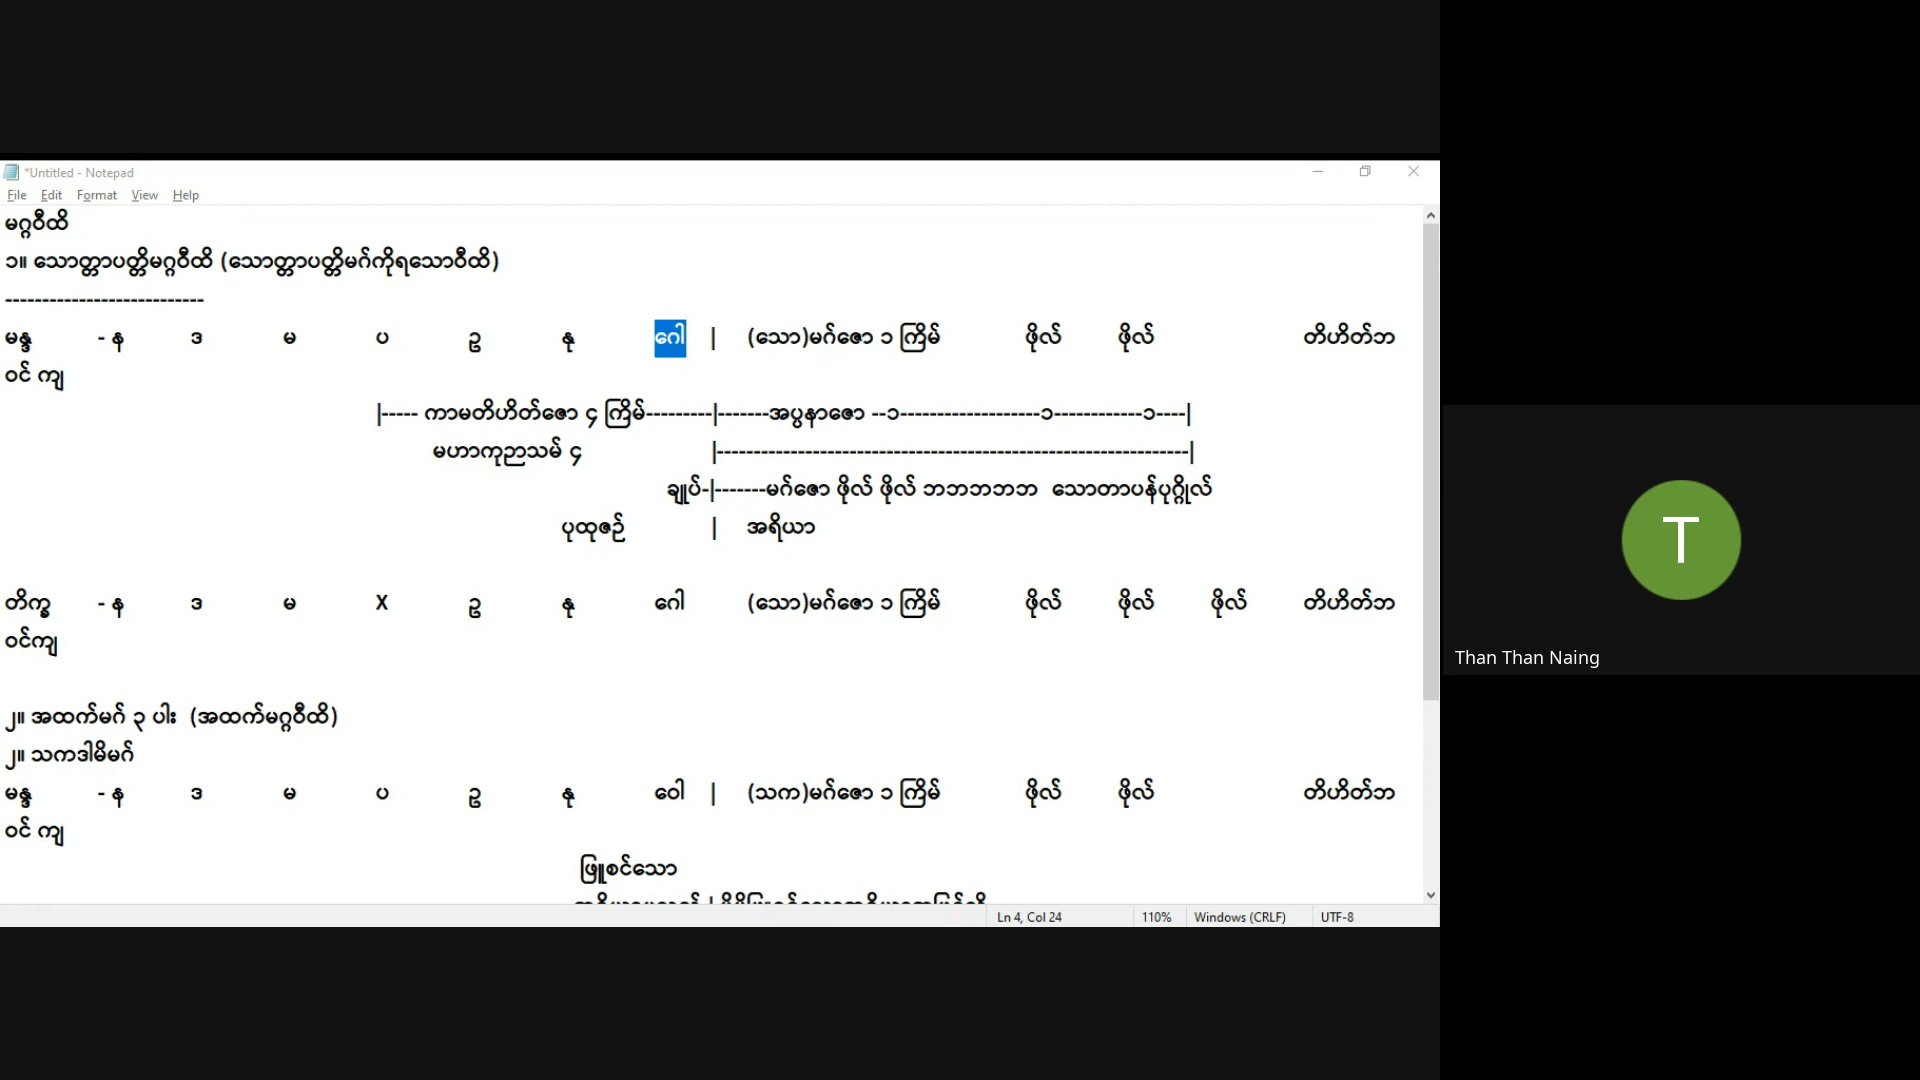 *Untitled - Notepad
File Edit Format View Help
မဂ္ဂဝီထိ
၁။ သောတ္တာပတ္တိမဂ္ဂဝီထိ (သောတ္တာပတ္တိမဂ်ကိုရသောဝီထိ)
---------------------------
မန္ဒ - န ဒ မ ပ ဥ နု ဂေါ | (သော)မဂ်ဇော ၁ ကြိမ် ဖိုလ် ဖိုလ် တိဟိတ်ဘ
ဝင် ကျ
|----- ကာမတိဟိတ်ဇော ၄ ကြိမ်---------|-------အပ္ပနာဇော --၁-------------------၁------------၁----|
မဟာကုဉာသမ် ၄ |----------------------------------------------------------------|
ချုပ်-|-------မဂ်ဇော ဖိုလ် ဖိုလ် ဘဘဘဘဘ သောတာပန်ပုဂ္ဂိုလ်
ပုထုဇဉ် | အရိယာ
တိက္ခ - န ဒ မ X ဥ နု ဂေါ (သော)မဂ်ဇော ၁ ကြိမ် ဖိုလ် ဖိုလ် ဖိုလ် တိဟိတ်ဘ
ဝင်ကျ
၂။ အထက်မဂ် ၃ ပါး (အထက်မဂ္ဂဝီထိ)
၂။ သကဒါမိမဂ်
မန္ဒ - န ဒ မ ပ ဥ နု ဝေါ | (သက)မဂ်ဇော ၁ ကြိမ် ဖိုလ် ဖိုလ် တိဟိတ်ဘ
ဝင် ကျ
ဖြူစင်သော
Ln 4, Col 24 110% Windows (CRLF) UTF-8
T
Than Than Naing